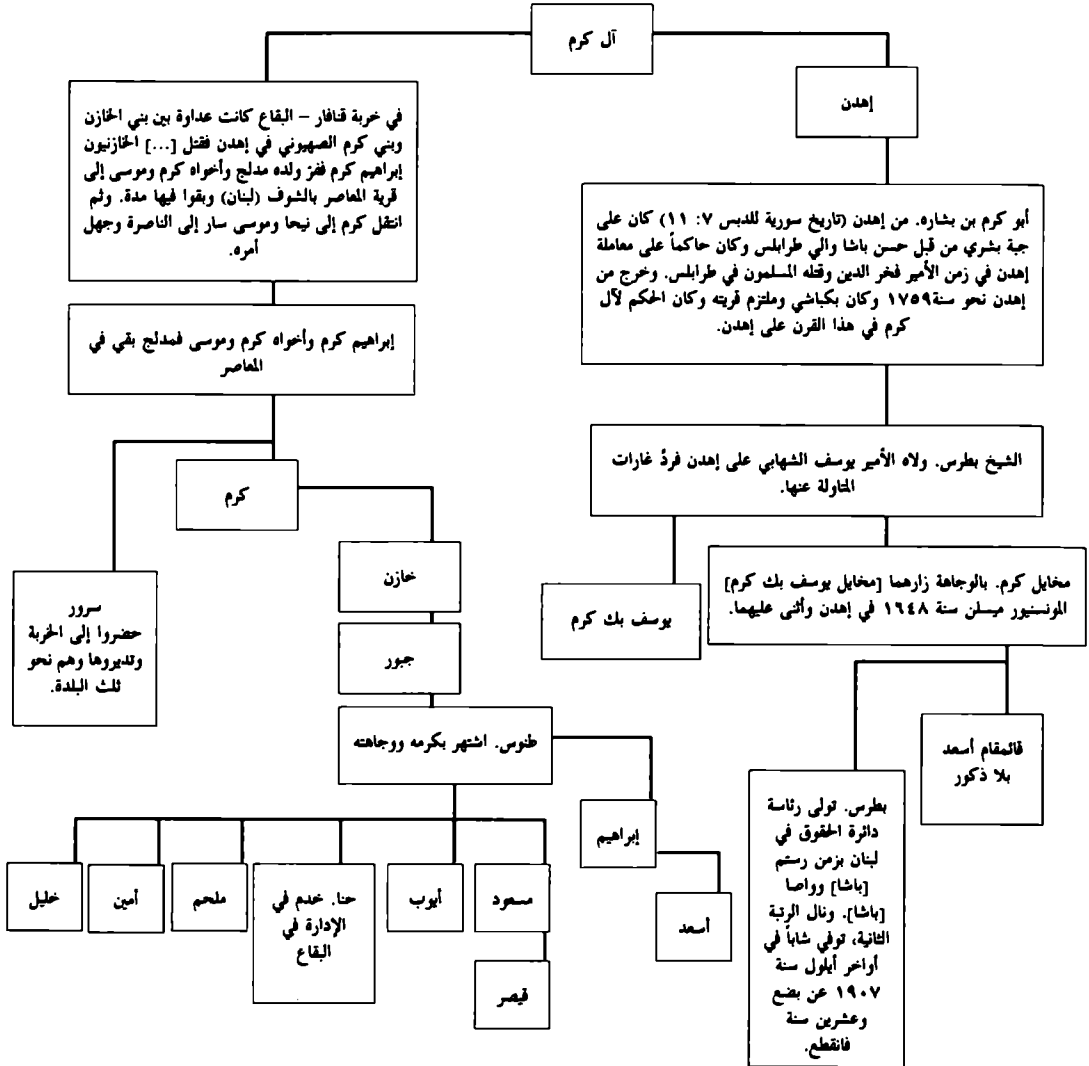 آل كرم
إهدن
أبو كرم بن بشاره. من إهدن (تاريخ سورية للدبس ٧: ١١) كان على
جبة بشري من قبل حسن باشا والي طرابلس وكان حاكماً على معاملة
إهدن في زمن الأمير فخر الدين وقتله المسلمون في طرابلس. وخرج من
إهدن نحو سنة١٧٥٩ وكان بكباشي وملتزم قريته وكان الحكم لآل
كرم في هذا القرن على إهدن.
الشيخ بطرس. ولاه الأمير يوسف الشهابي على إهدن فردّ غارات
المتاولة عنها.
مخايل كرم. بالوجاهة زارهما [مخايل يوسف بك كرم]
المونسنيور ميسلن سنة ١٦٤٨ في إهدن وأثنى عليهما.
يوسف بك كرم
قائمقام أسعد
بلا ذكور
بطرس. تولى رئاسة
دائرة الحقوق في
لبنان بزمن رستم
[باشا] وواصا
[باشا]. ونال الرتبة
الثانية، توفي شاباً في
أواخر أيلول سنة
١٩٠٧ عن بضع
وعشرين سنة
فانقطع.
في خربة قنافار – البقاع كانت عداوة بين بني الخازن
وبني كرم الصهيوني في إهدن فقتل [...] الخازنيون
إبراهيم كرم ففرّ ولده مدلج وأخواه كرم وموسى إلى
قرية المعاصر بالشوف (لبنان) وبقوا فيها مدة. وثم
انتقل كرم إلى نيحا وموسى سار إلى الناصرة وجهل
أمره.
إبراهيم كرم وأخواه كرم وموسى فمدلج بقي في
المعاصر
كرم
سرور
حضروا إلى الخربة
وتديروها وهم نحو
ثلث البلدة.
خازن
جبور
طنوس. اشتهر بكرمه ووجاهته
إبراهيم
أسعد
مسعود
أيوب
حنا. خدم في
الإدارة في
البقاع
ملحم
أمين
خليل
قيصر